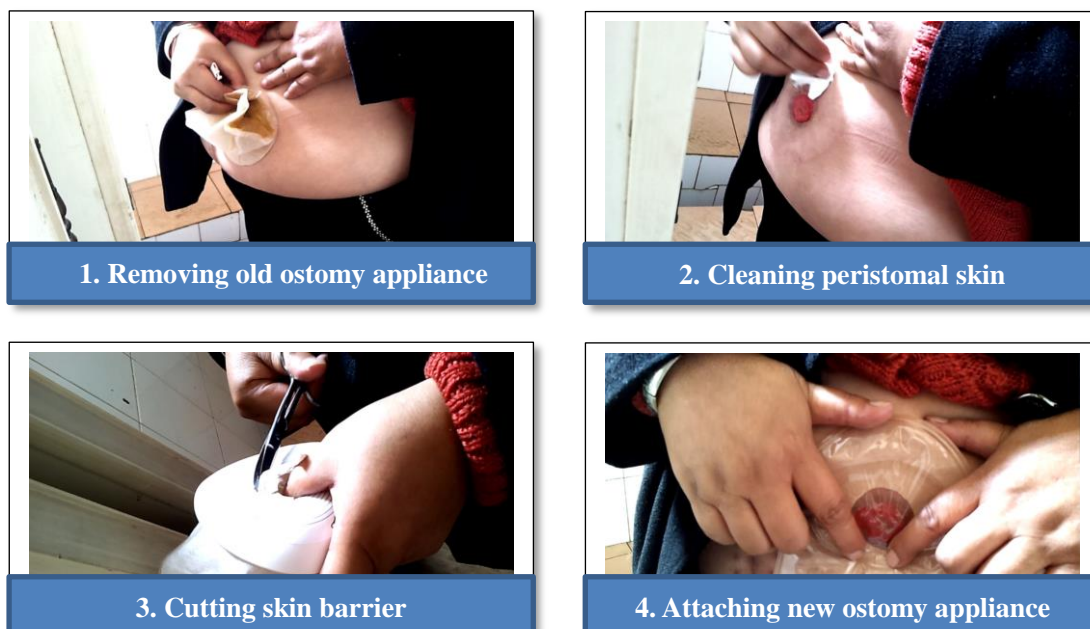 1. Removing old ostomy appliance
2. Cleaning peristomal skin
3. Cutting skin barrier
4. Attaching new ostomy appliance